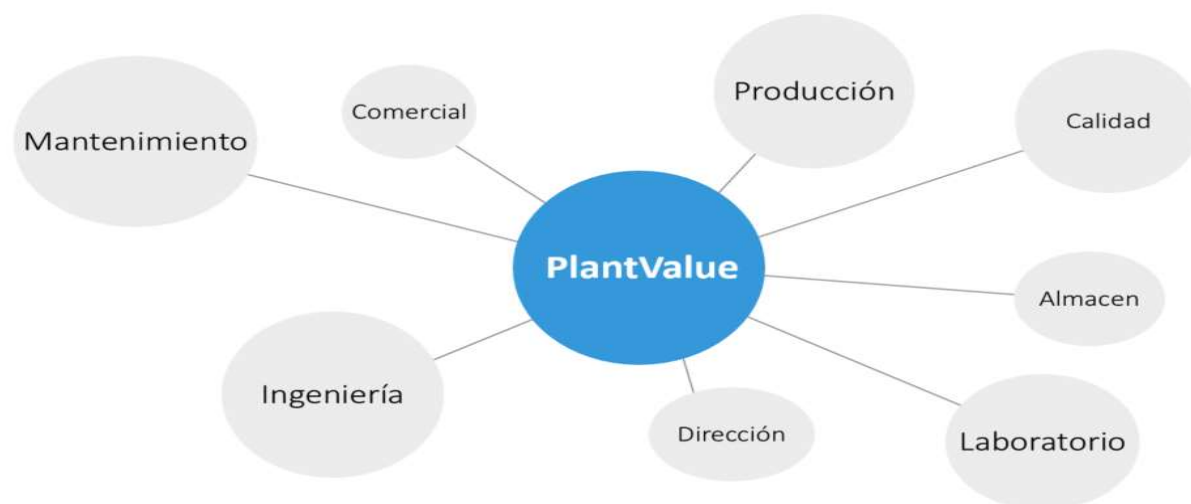 Producción
Comercial
Calidad
Mantenimiento
PlantValue
Almacen
Ingeniería
Dirección
Laboratorio